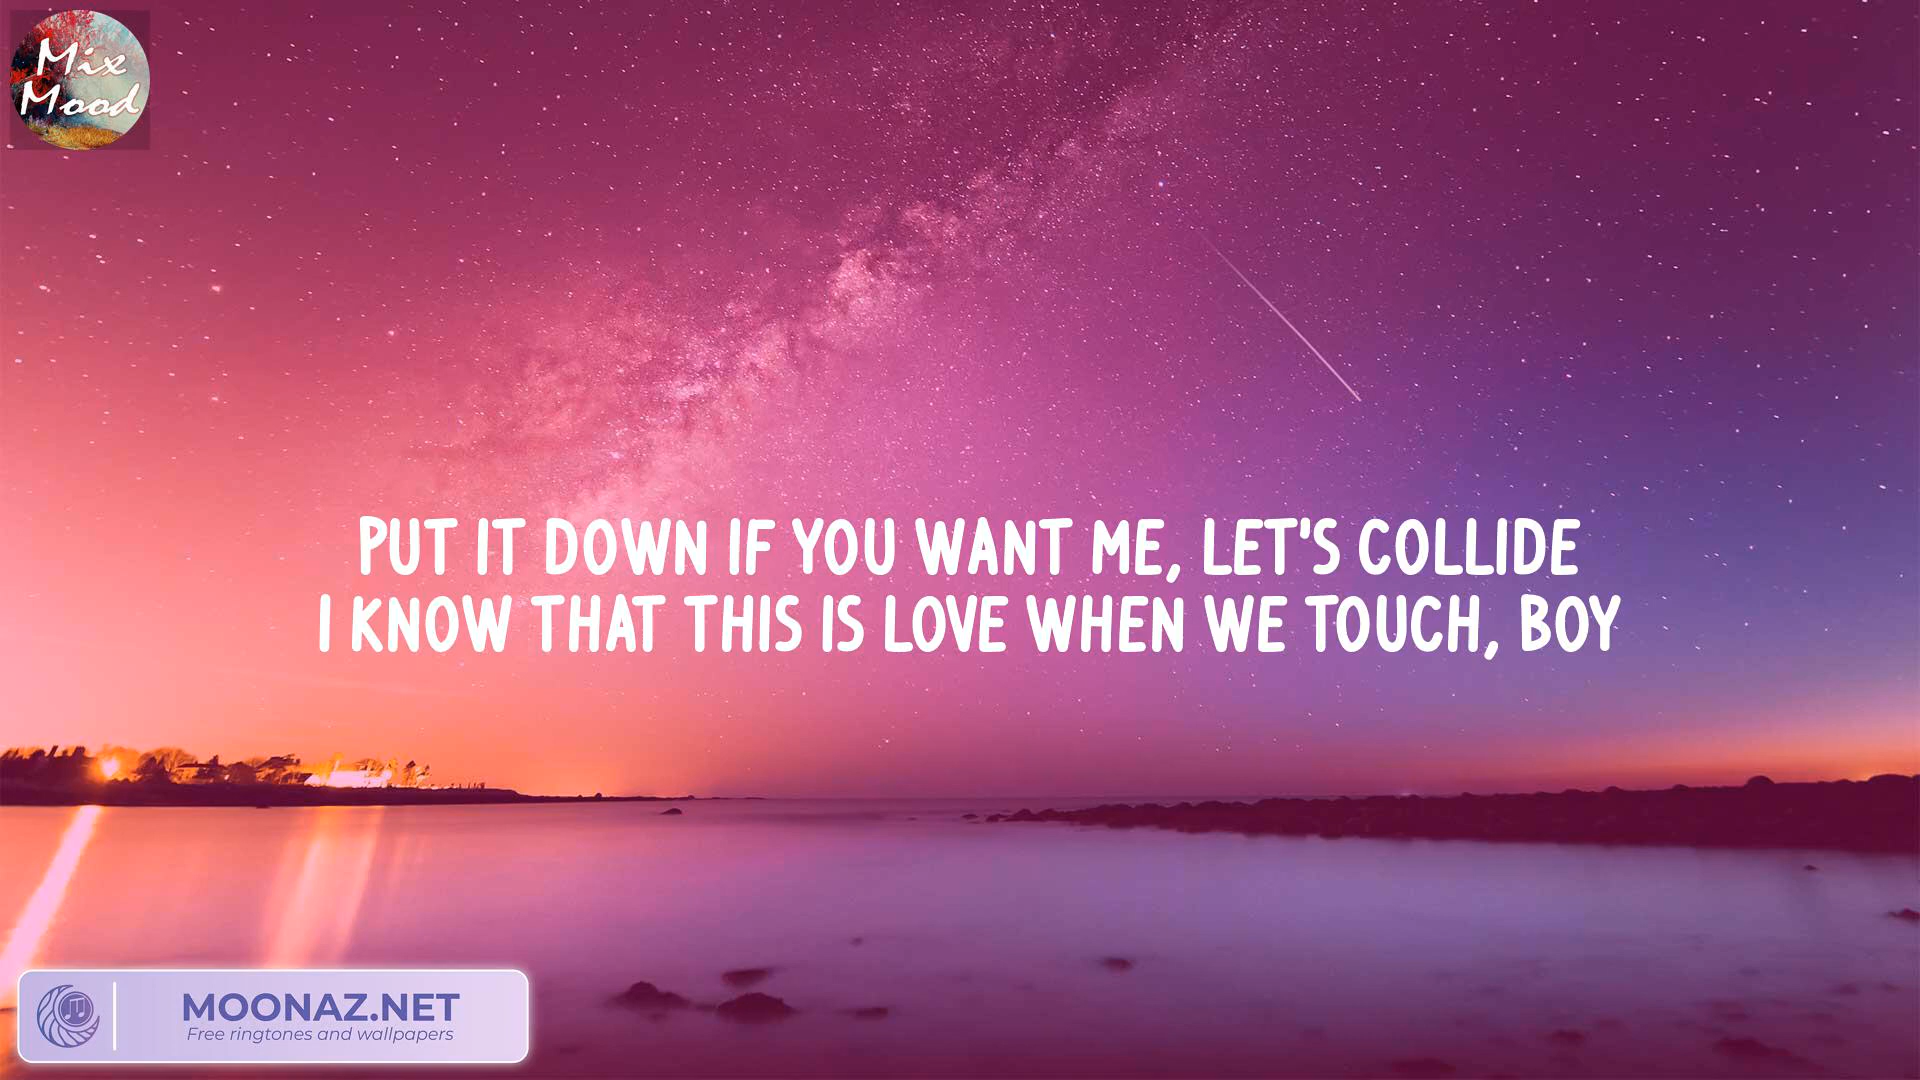 Mix
Mood
PUT IT DOWN IF YOU WANT ME, LET'S COLLIDE
I KNOW THAT THIS IS LOVE WHEN WE TOUCH, BOY
MOONAZ.NET
Free ringtones and wallpapers